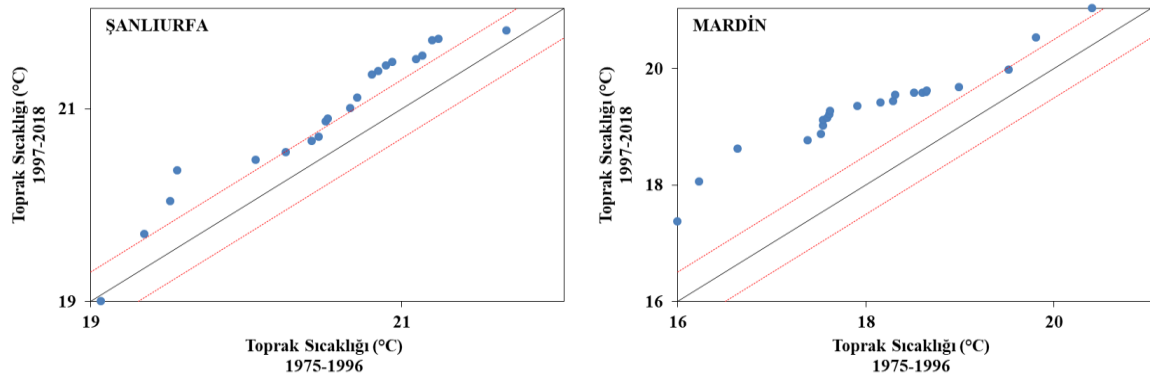 ŞANLIURFA
Toprak Sıcaklığı (°C)
1997-2018
21
19
19
21
Toprak Sıcaklığı (°C)
1975-1996
MARDİN
Toprak Sıcaklığı (°C)
1997-2018
20
18
16
16
18
20
Toprak Sıcaklığı (°C)
1975-1996